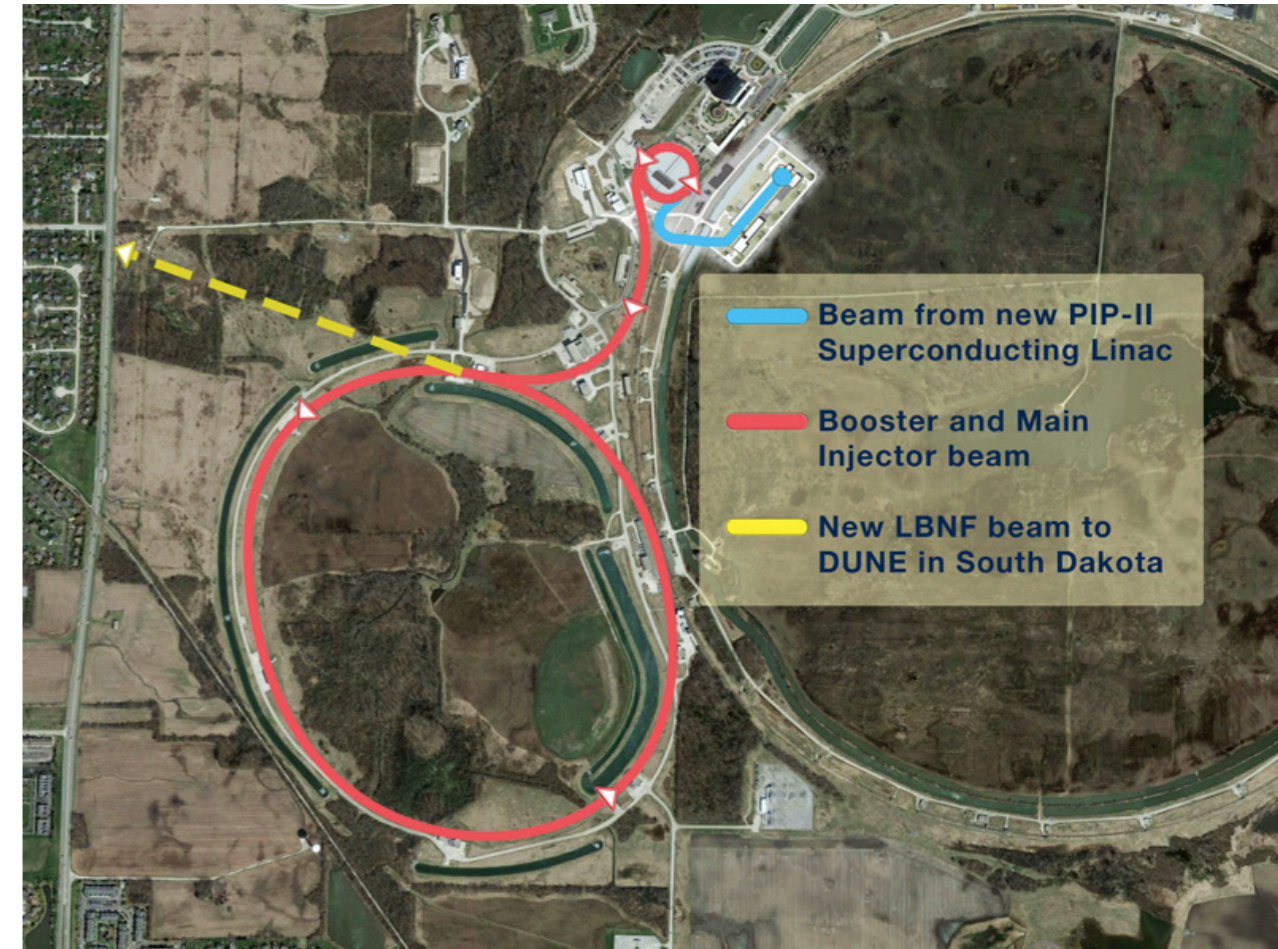 Beam from new PIP-II
Superconducting Linac
Booster and Main
Injector beam
New LBNF beam to
DUNE in South Dakota